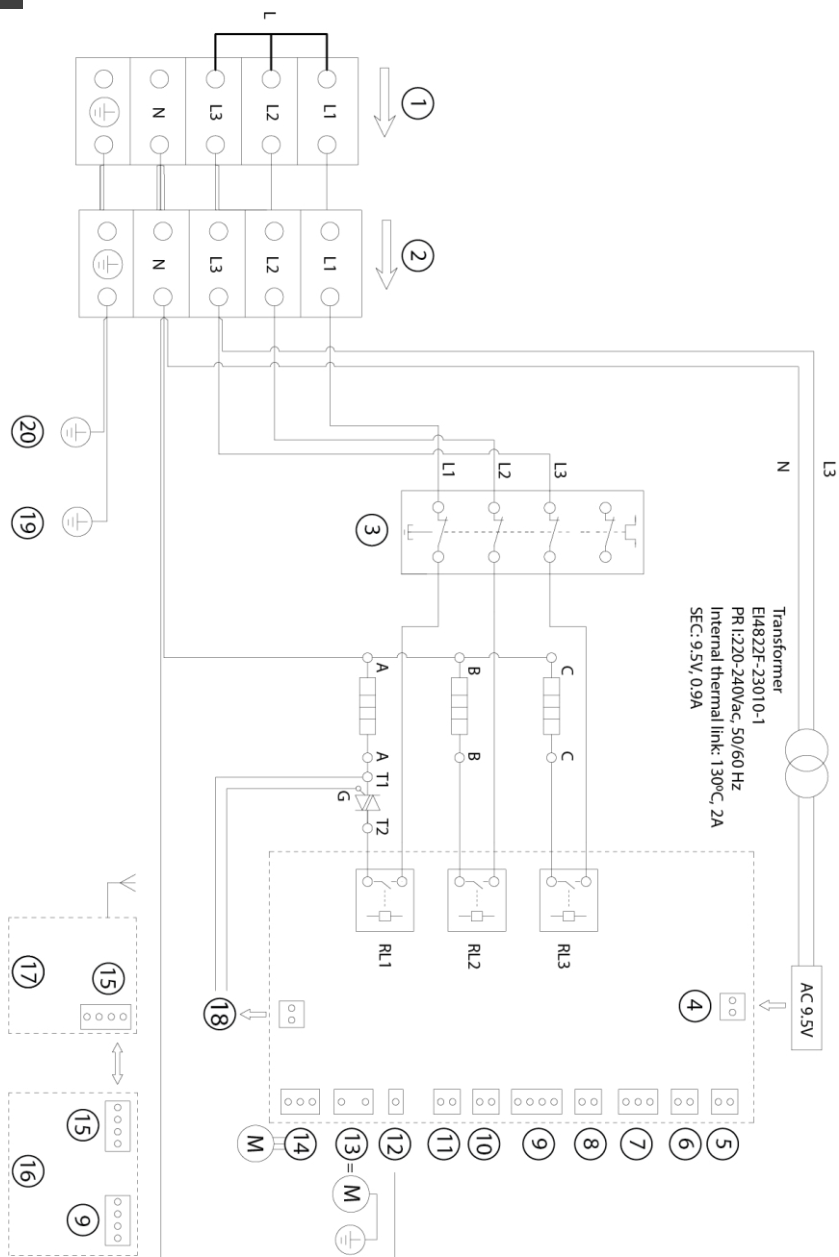 L
L1
L2
L3
N
1
L1
L2
L3
N
2
L3
N
L1
L2
L3
3
Transformer
EI4822F-23010-1
PR I:220-240Vac, 50/60 Hz
Internal thermal link: 130ºC, 2A
SEC: 9.5V, 0.9A
A
B
C
A
B
C
T1
G
T2
RL1
RL2
RL3
AC 9.5V
4
5
6
7
8
9
10
11
12
13
= M
14
M
18
15
17
15
16
9
19
20